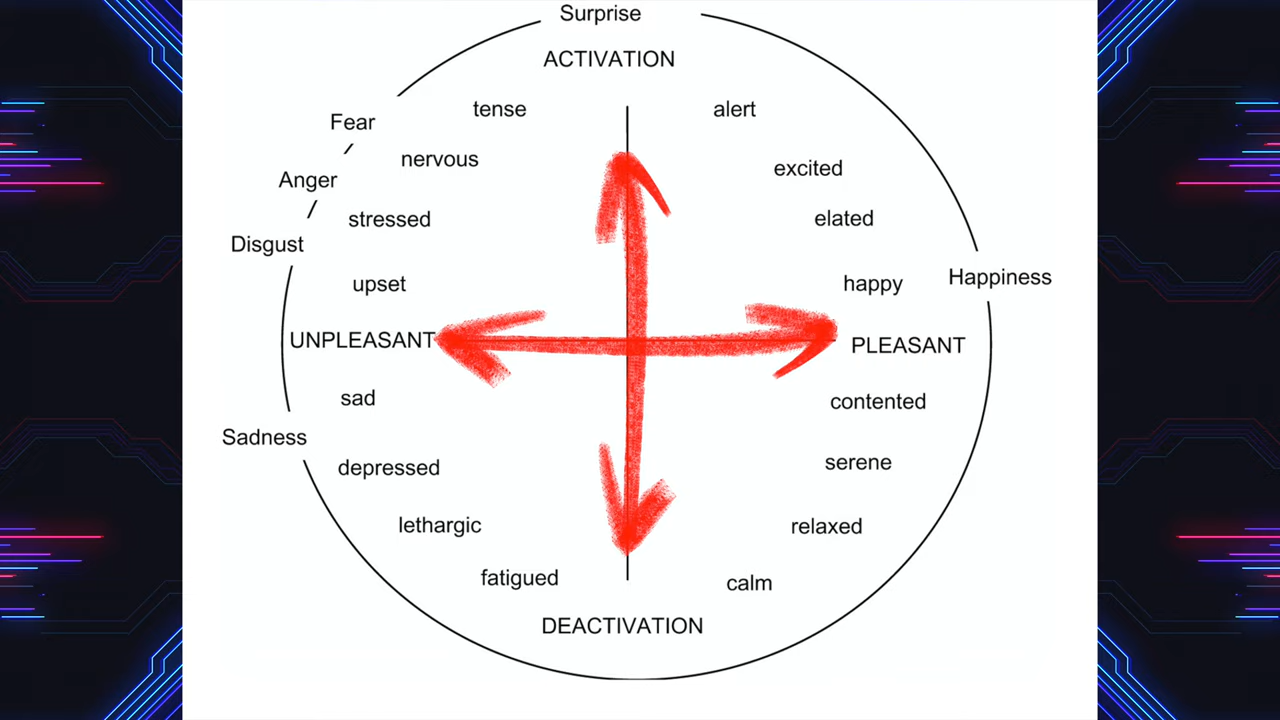 Surprise
ACTIVATION
tense
alert
Fear
nervous
excited
Anger
stressed
elated
Disgust
upset
happy
Happiness
UNPLEASANT
PLEASANT
sad
contented
Sadness
depressed
serene
lethargic
relaxed
fatigued
calm
DEACTIVATION